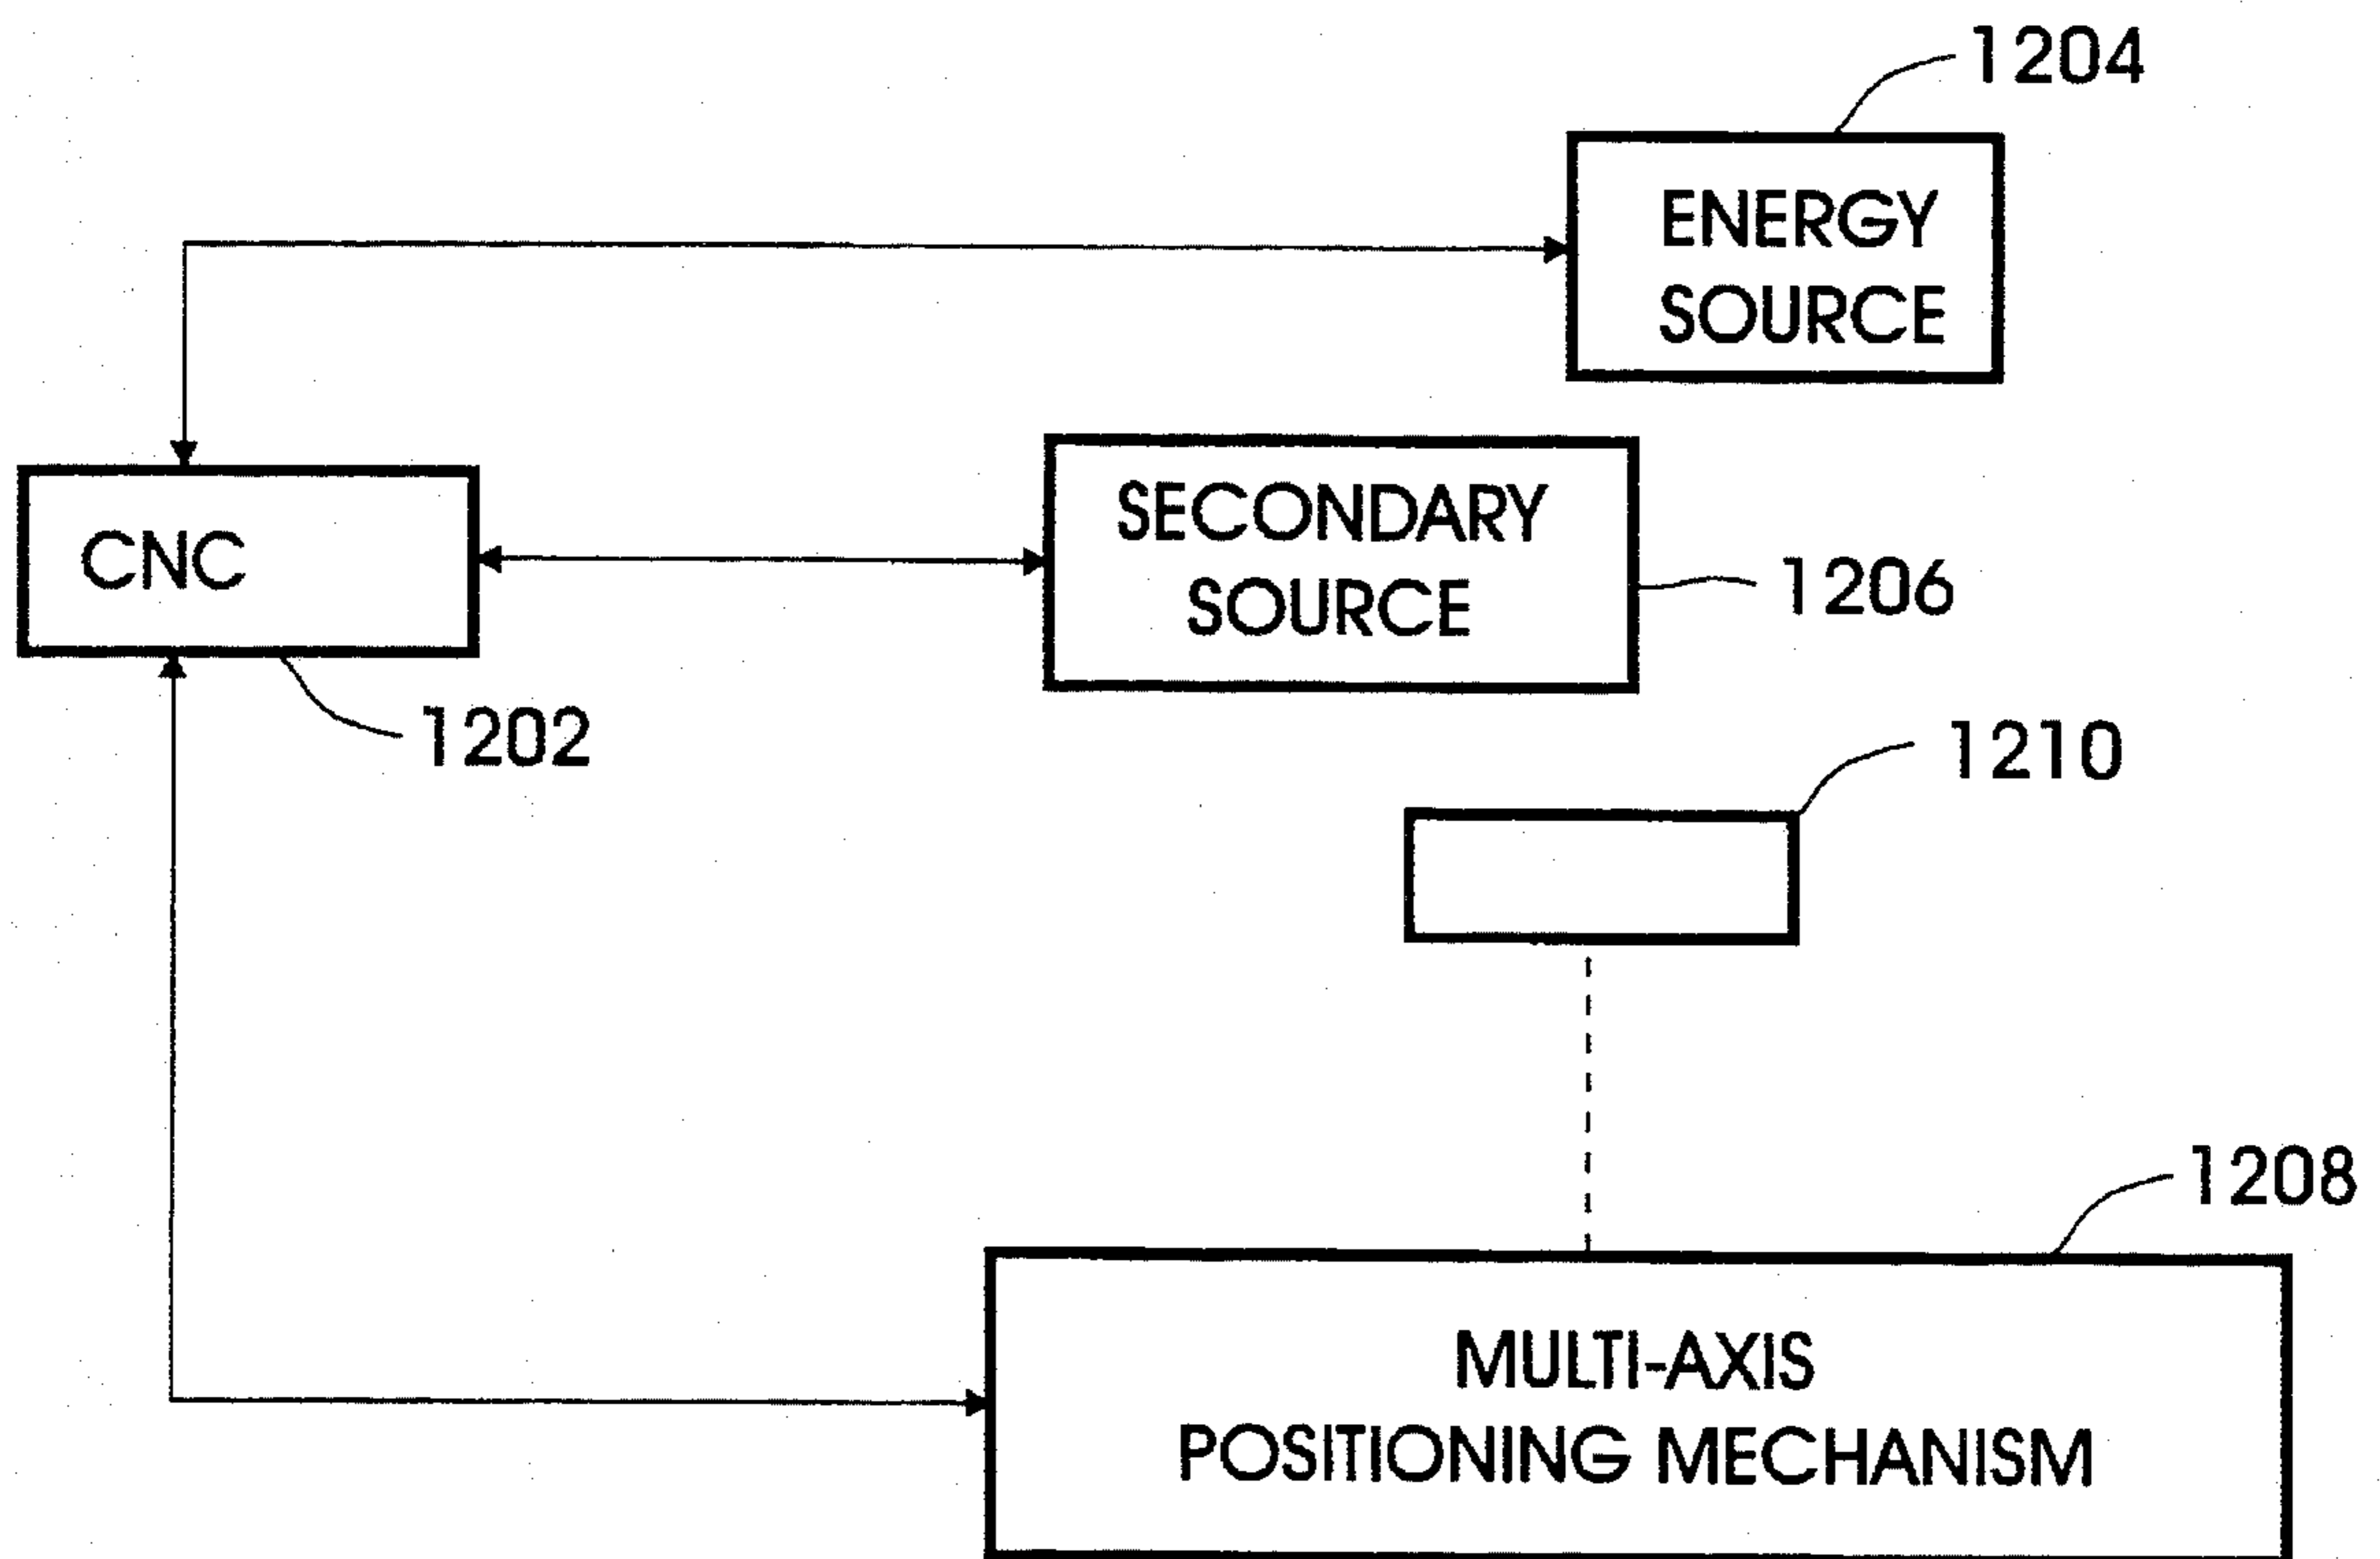 1204
ENERGY
SOURCE
CNC
SECONDARY
SOURCE
1206
1202
1210
1208
MULTI-AXIS
POSITIONING MECHANISM